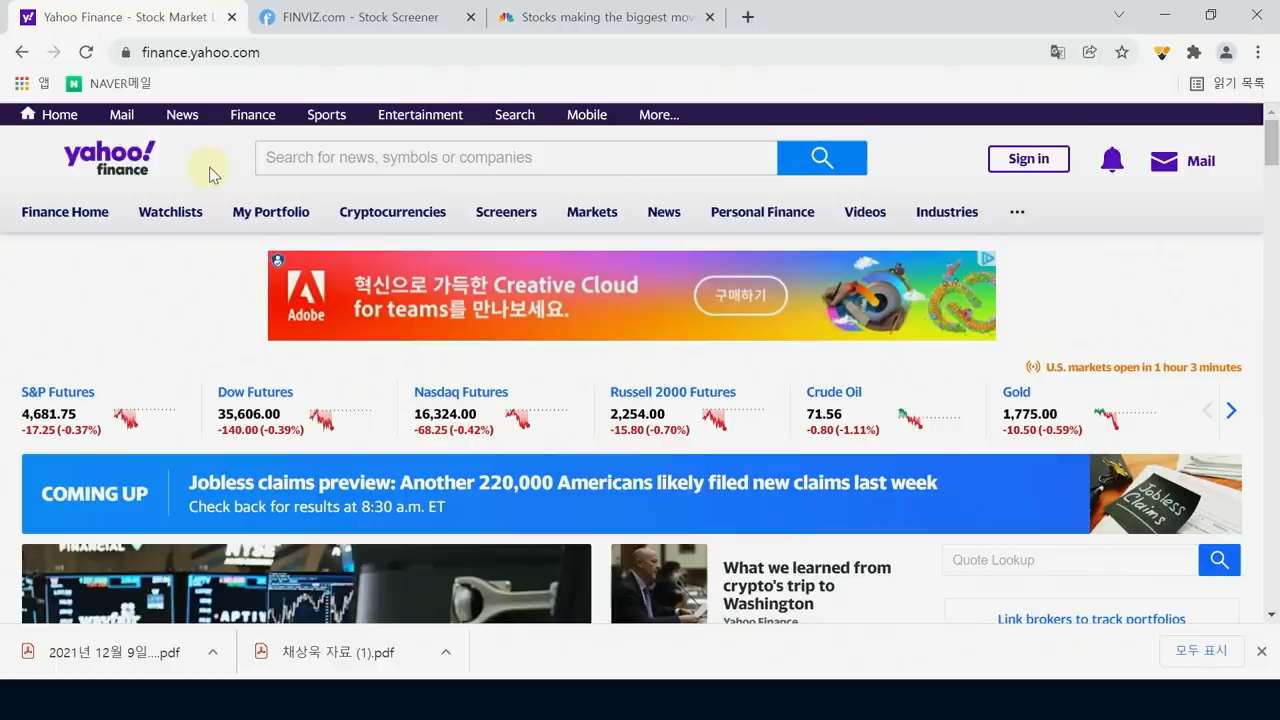 Yahoo Finance - Stock Market L
FINVIZ.com - Stock Screener
Stocks making the biggest mov
finance.yahoo.com
앱
NAVER메일
읽기 목록
Home Mail News Finance Sports Entertainment Search Mobile More...
yahoo!
finance
Search for news, symbols or companies
Sign in
Mail
Finance Home Watchlists My Portfolio Cryptocurrencies Screeners Markets News Personal Finance Videos Industries ...
Adobe
혁신으로 가득한 Creative Cloud
for teams를 만나보세요.
구매하기
U.S. markets open in 1 hour 3 minutes
S&P Futures
4,681.75
-17.25 (-0.37%)
Dow Futures
35,606.00
-140.00 (-0.39%)
Nasdaq Futures
16,324.00
-68.25 (-0.42%)
Russell 2000 Futures
2,254.00
-15.80 (-0.70%)
Crude Oil
71.56
-0.80 (-1.11%)
Gold
1,775.00
-10.50 (-0.59%)
COMING UP
Jobless claims preview: Another 220,000 Americans likely filed new claims last week
Check back for results at 8:30 a.m. ET
Jobless
Claims
FINANCIAL
NYSE
APTIV
What we learned from
crypto's trip to
Washington
Yahoo Finance
Quote Lookup
Link brokers to track portfolios
2021년 12월 9일....pdf
채상욱 자료 (1).pdf
모두 표시